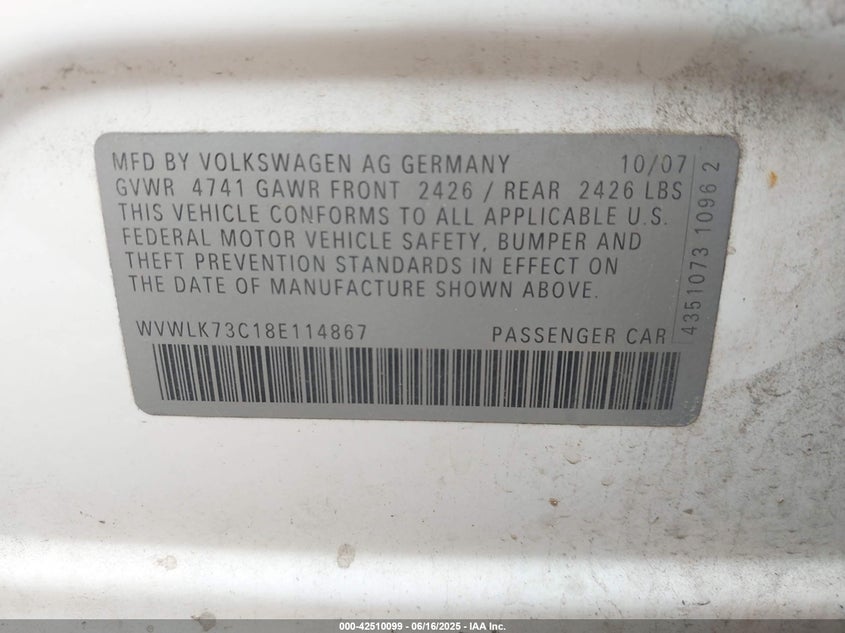 MFD BY VOLKSWAGEN AG GERMANY 10/07
GVWR 4741 GAWR FRONT 2426 / REAR 2426 LBS
THIS VEHICLE CONFORMS TO ALL APPLICABLE U.S.
FEDERAL MOTOR VEHICLE SAFETY, BUMPER AND
THEFT PREVENTION STANDARDS IN EFFECT ON
THE DATE OF MANUFACTURE SHOWN ABOVE.
WVWLK73C18E114867 PASSENGER CAR
4351073 1096 2
000-42510099 - 06/16/2025 - IAA Inc.